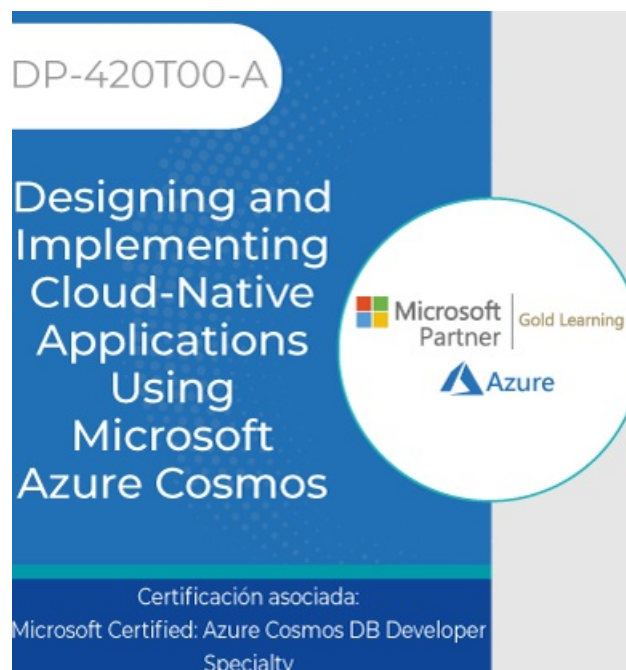 DP-420T00-A
Designing and
Implementing
Cloud-Native
Applications
Using
Microsoft
Azure Cosmos
Microsoft
Partner
Gold Learning
Azure
Certificación asociada:
Microsoft Certified: Azure Cosmos DB Developer
Specialty